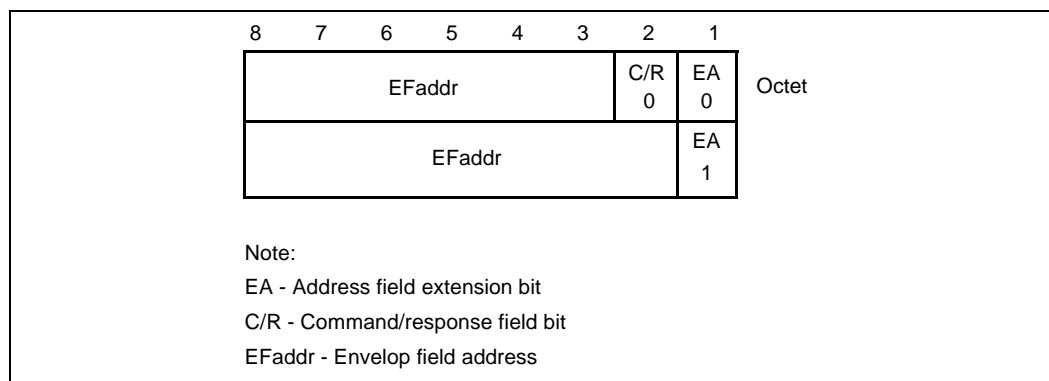 8 7 6 5 4 3 2 1
EFaddr C/R EA Octet
0 0
EFaddr EA
1
Note:
EA - Address field extension bit
C/R - Command/response field bit
EFaddr - Envelop field address